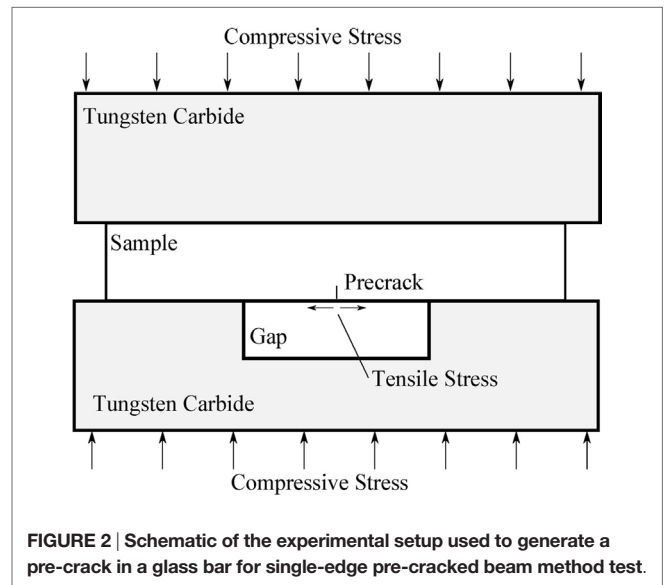 Compressive Stress
Tungsten Carbide
Sample
Precrack
Gap
Tensile Stress
Tungsten Carbide
Compressive Stress
FIGURE 2 | Schematic of the experimental setup used to generate a
pre-crack in a glass bar for single-edge pre-cracked beam method test.